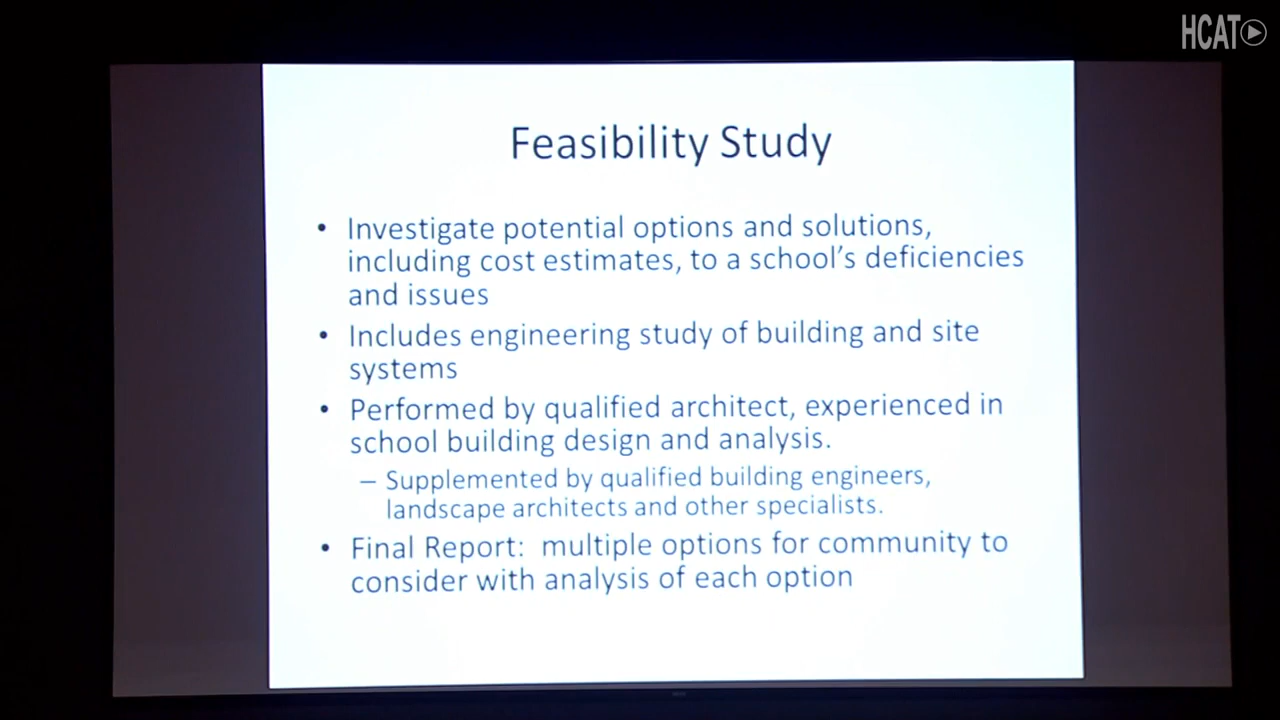 HCAT
Feasibility Study
• Investigate potential options and solutions,
including cost estimates, to a school's deficiencies
and issues
• Includes engineering study of building and site
systems
• Performed by qualified architect, experienced in
school building design and analysis.
– Supplemented by qualified building engineers,
landscape architects and other specialists.
• Final Report: multiple options for community to
consider with analysis of each option